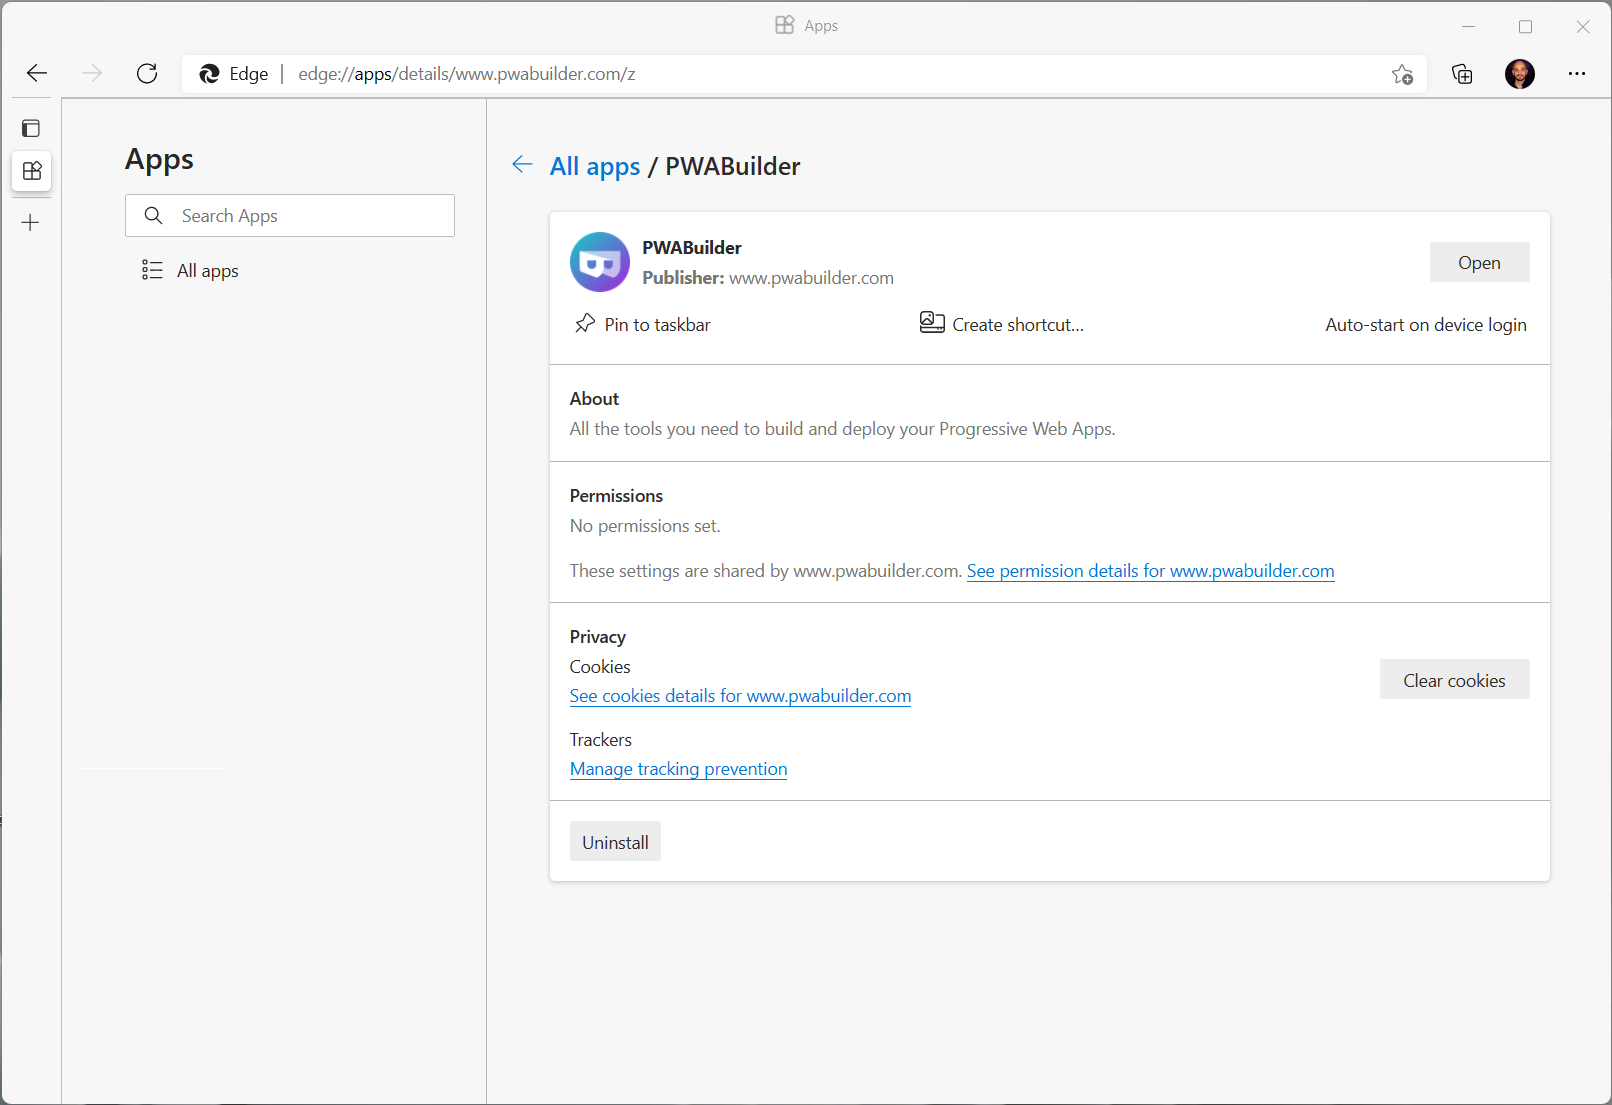 Apps
Edge | edge://apps/details/www.pwabuilder.com/z
Apps
Search Apps
All apps
All apps / PWABuilder
PWABuilder
Publisher: www.pwabuilder.com
Open
Pin to taskbar
Create shortcut...
Auto-start on device login
About
All the tools you need to build and deploy your Progressive Web Apps.
Permissions
No permissions set.
These settings are shared by www.pwabuilder.com. See permission details for www.pwabuilder.com
Privacy
Cookies
See cookies details for www.pwabuilder.com
Clear cookies
Trackers
Manage tracking prevention
Uninstall